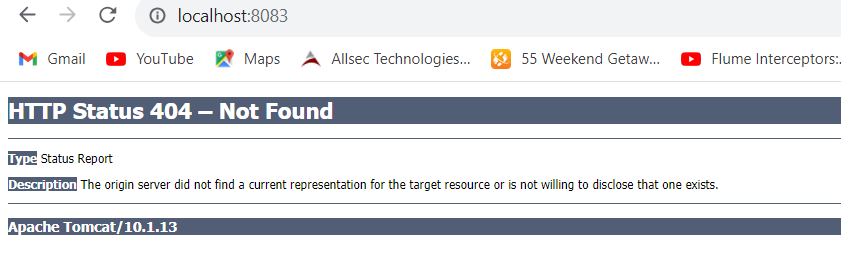 localhost:8083
Gmail YouTube Maps Allsec Technologies... 55 Weekend Getaw... Flume Interceptors:.
HTTP Status 404 – Not Found
Type Status Report
Description The origin server did not find a current representation for the target resource or is not willing to disclose that one exists.
Apache Tomcat/10.1.13